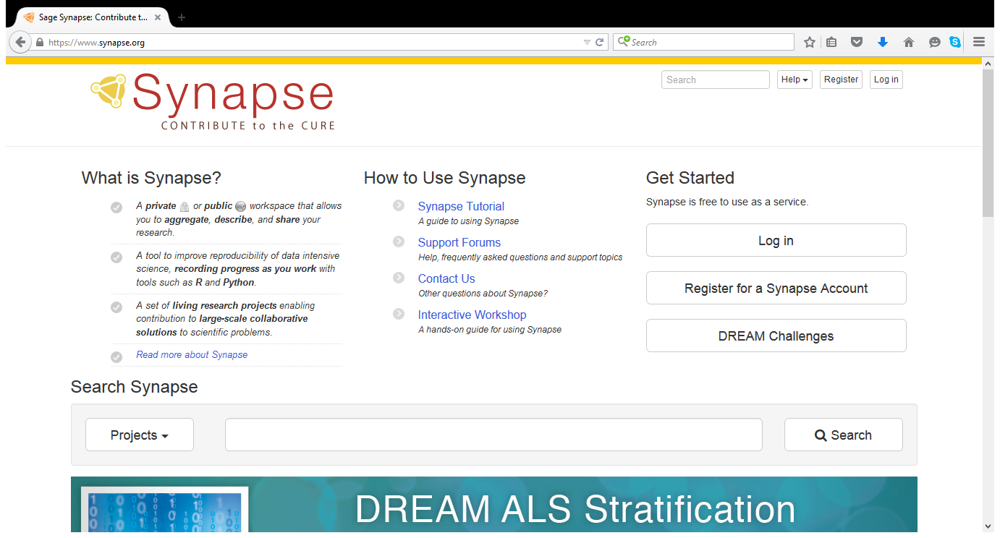 Sage Synapse: Contribute t...
https://www.synapse.org
Search
Synapse
CONTRIBUTE to the CURE
Search
Help
Register
Log in
What is Synapse?
A private or public workspace that allows
you to aggregate, describe, and share your
research.
A tool to improve reproducibility of data intensive
science, recording progress as you work with
tools such as R and Python.
A set of living research projects enabling
contribution to large-scale collaborative
solutions to scientific problems.
Read more about Synapse
How to Use Synapse
Synapse Tutorial
A guide to using Synapse
Support Forums
Help, frequently asked questions and support topics
Contact Us
Other questions about Synapse?
Interactive Workshop
A hands-on guide for using Synapse
Get Started
Synapse is free to use as a service.
Log in
Register for a Synapse Account
DREAM Challenges
Search Synapse
Projects
Search
DREAM ALS Stratification